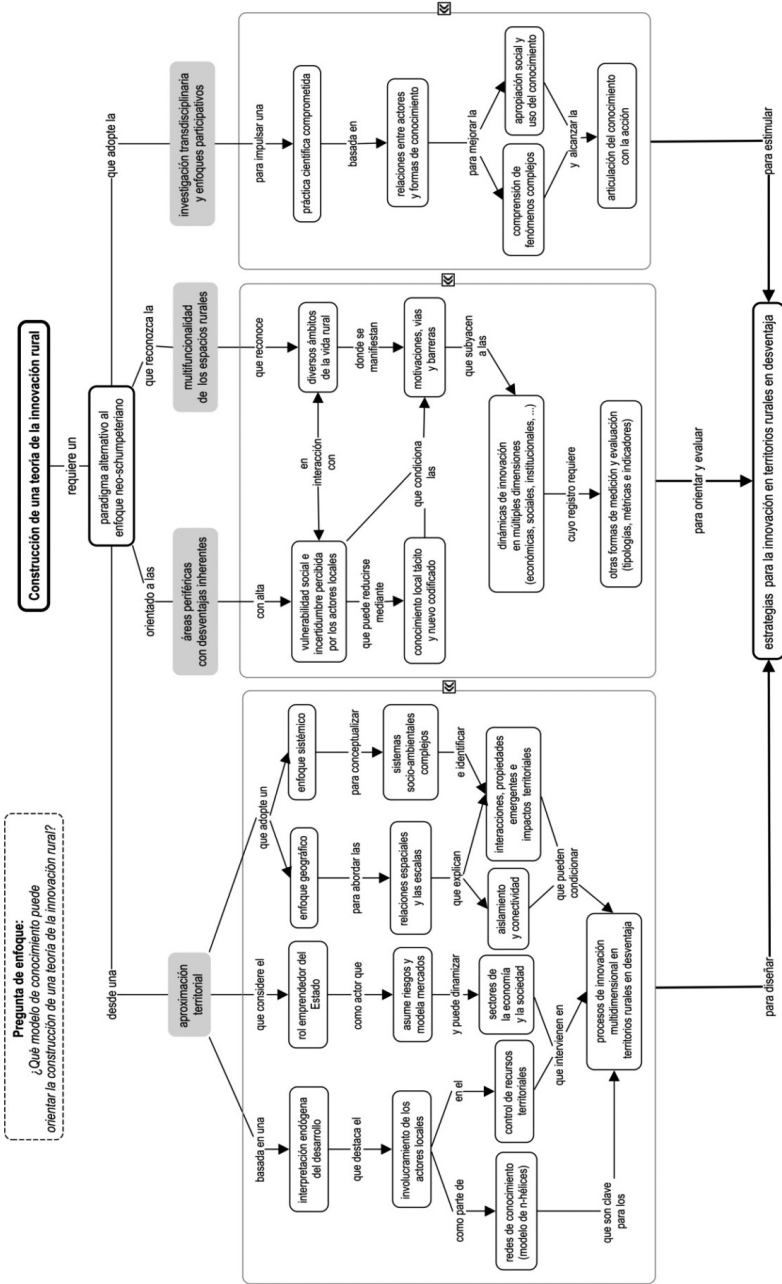 Pregunta de enfoque:
¿Qué modelo de conocimiento puede
orientar la construcción de una teoría de la innovación rural?
Construcción de una teoría de la innovación rural
requiere un
paradigma alternativo al
enfoque neo-schumpeteriano
desde una
orientado a las
que reconozca la
que adopte la
aproximación
territorial
áreas periféricas
con desventajas inherentes
multifuncionalidad
de los espacios rurales
investigación transdisciplinaria
y enfoques participativos
basada en una
que considere el
que adopte un
interpretación endógena
del desarrollo
rol emprendedor del
Estado
enfoque geográfico
enfoque sistémico
que destaca el
como actor que
para abordar las
para conceptualizar
involucramiento de los
actores locales
asume riesgos y
modela mercados
relaciones espaciales
y las escalas
sistemas
socio-ambientales
complejos
como parte de
en el
y puede dinamizar
que explican
e identificar
redes de conocimiento
(modelo de n-hélices)
control de recursos
territoriales
sectores de
la economía
y la sociedad
aislamiento
y conectividad
interacciones, propiedades
emergentes e
impactos territoriales
que son clave
para los
que intervienen en
que pueden
condicionar
procesos de innovación
multidimensional en
territorios rurales en desventaja
con alta
vulnerabilidad social e
incertidumbre percibida
por los actores locales
que puede reducirse
mediante
conocimiento local tácito
y nuevo codificado
en
interacción
con
que condiciona
las
que reconoce
diversos ámbitos
de la vida rural
donde se
manifiestan
motivaciones, vías
y barreras
que subyacen
a las
dinámicas de innovación
en múltiples dimensiones
(económicas, sociales, institucionales, ...)
cuyo registro requiere
otras formas de medición y evaluación
(tipologías, métricas e indicadores)
para impulsar una
práctica científica comprometida
basada en
relaciones entre actores
y formas de conocimiento
para mejorar la
comprensión de
fenómenos complejos
apropiación social y
uso del conocimiento
y alcanzar la
articulación del conocimiento
con la acción
para diseñar
para orientar y evaluar
para estimular
estrategias para la innovación en territorios rurales en desventaja